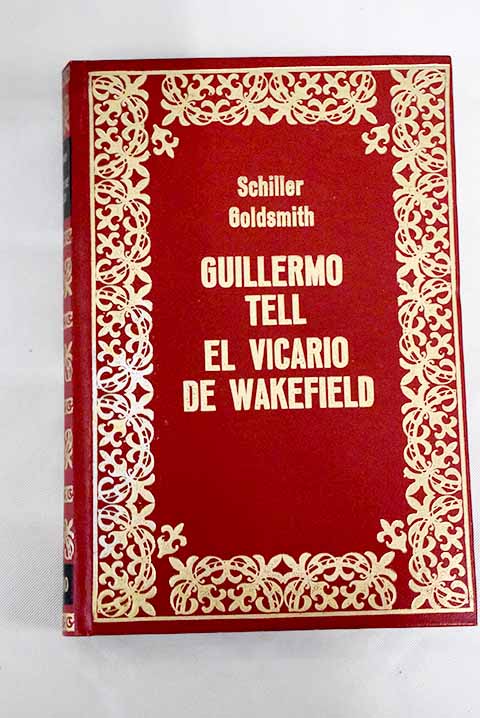 Schiller
Goldsmith
GUILLERMO
TELL
EL VICARIO
DE WAKEFIELD